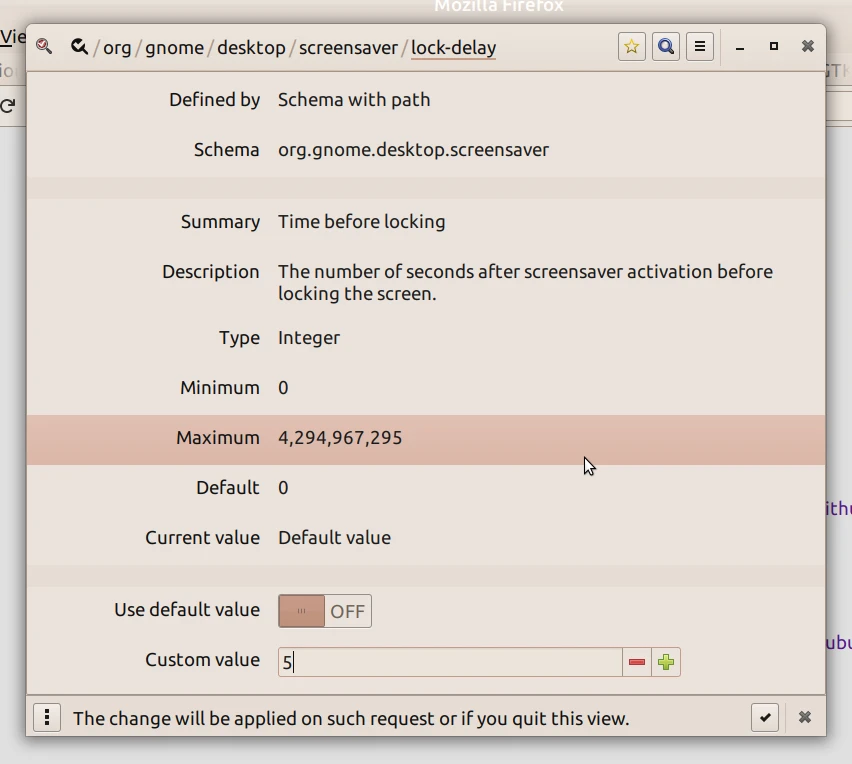 Mozilla Firefox
Vie
/ org / gnome / desktop / screensaver / lock-delay
Defined by Schema with path
Schema org.gnome.desktop.screensaver
Summary Time before locking
Description The number of seconds after screensaver activation before
locking the screen.
Type Integer
Minimum 0
Maximum 4,294,967,295
Default 0
Current value Default value
Use default value OFF
Custom value 5
The change will be applied on such request or if you quit this view.